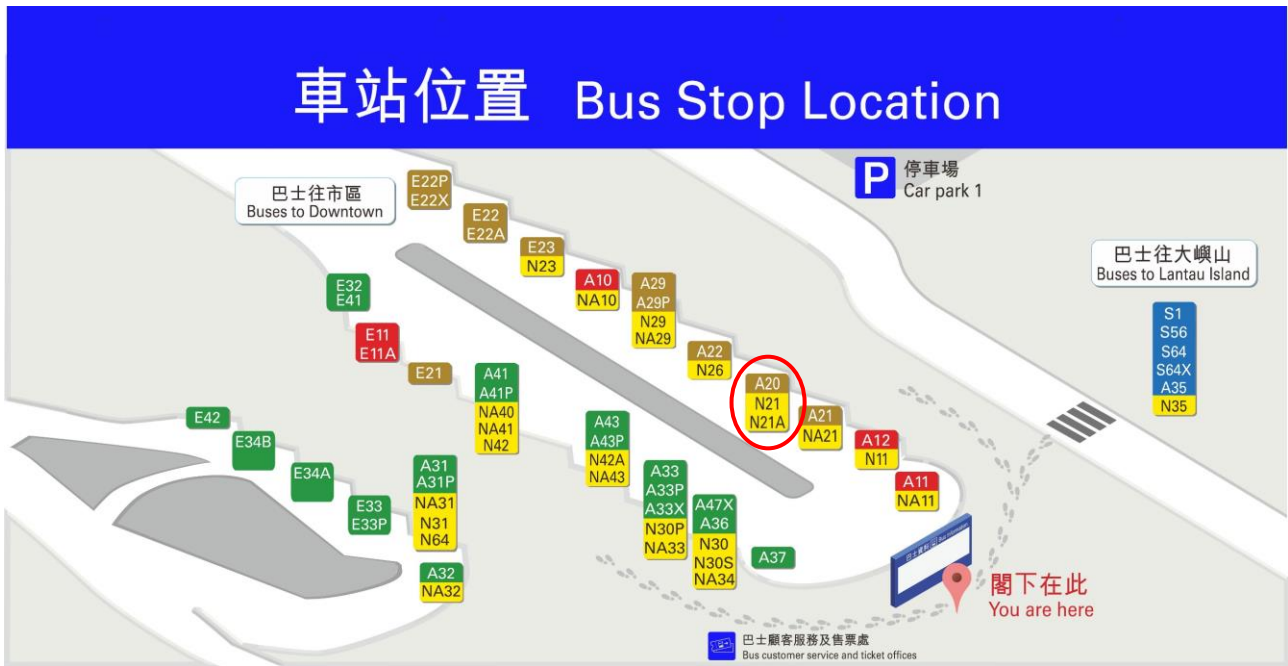 車站位置 Bus Stop Location
停車場
Car park 1
巴士往市區
Buses to Downtown
巴士往大嶼山
Buses to Lantau Island
S1
S56
S64
S64X
A35
N35
E22P
E22X
E22
E22A
E23
N23
A10
NA10
A29
A29P
N29
NA29
A22
N26
A20
N21
N21A
A21
NA21
A12
N11
A11
NA11
E32
E41
E11
E11A
E21
A41
A41P
NA40
NA41
N42
A43
A43P
N42A
NA43
A33
A33P
A33X
N30P
NA33
A47X
A36
N30
N30S
NA34
A37
E42
E34B
E34A
E33
E33P
A31
A31P
NA31
N31
N64
A32
NA32
P
巴士資料 Bus Information
閣下在此
You are here
巴士顧客服務及售票處
Bus customer service and ticket offices